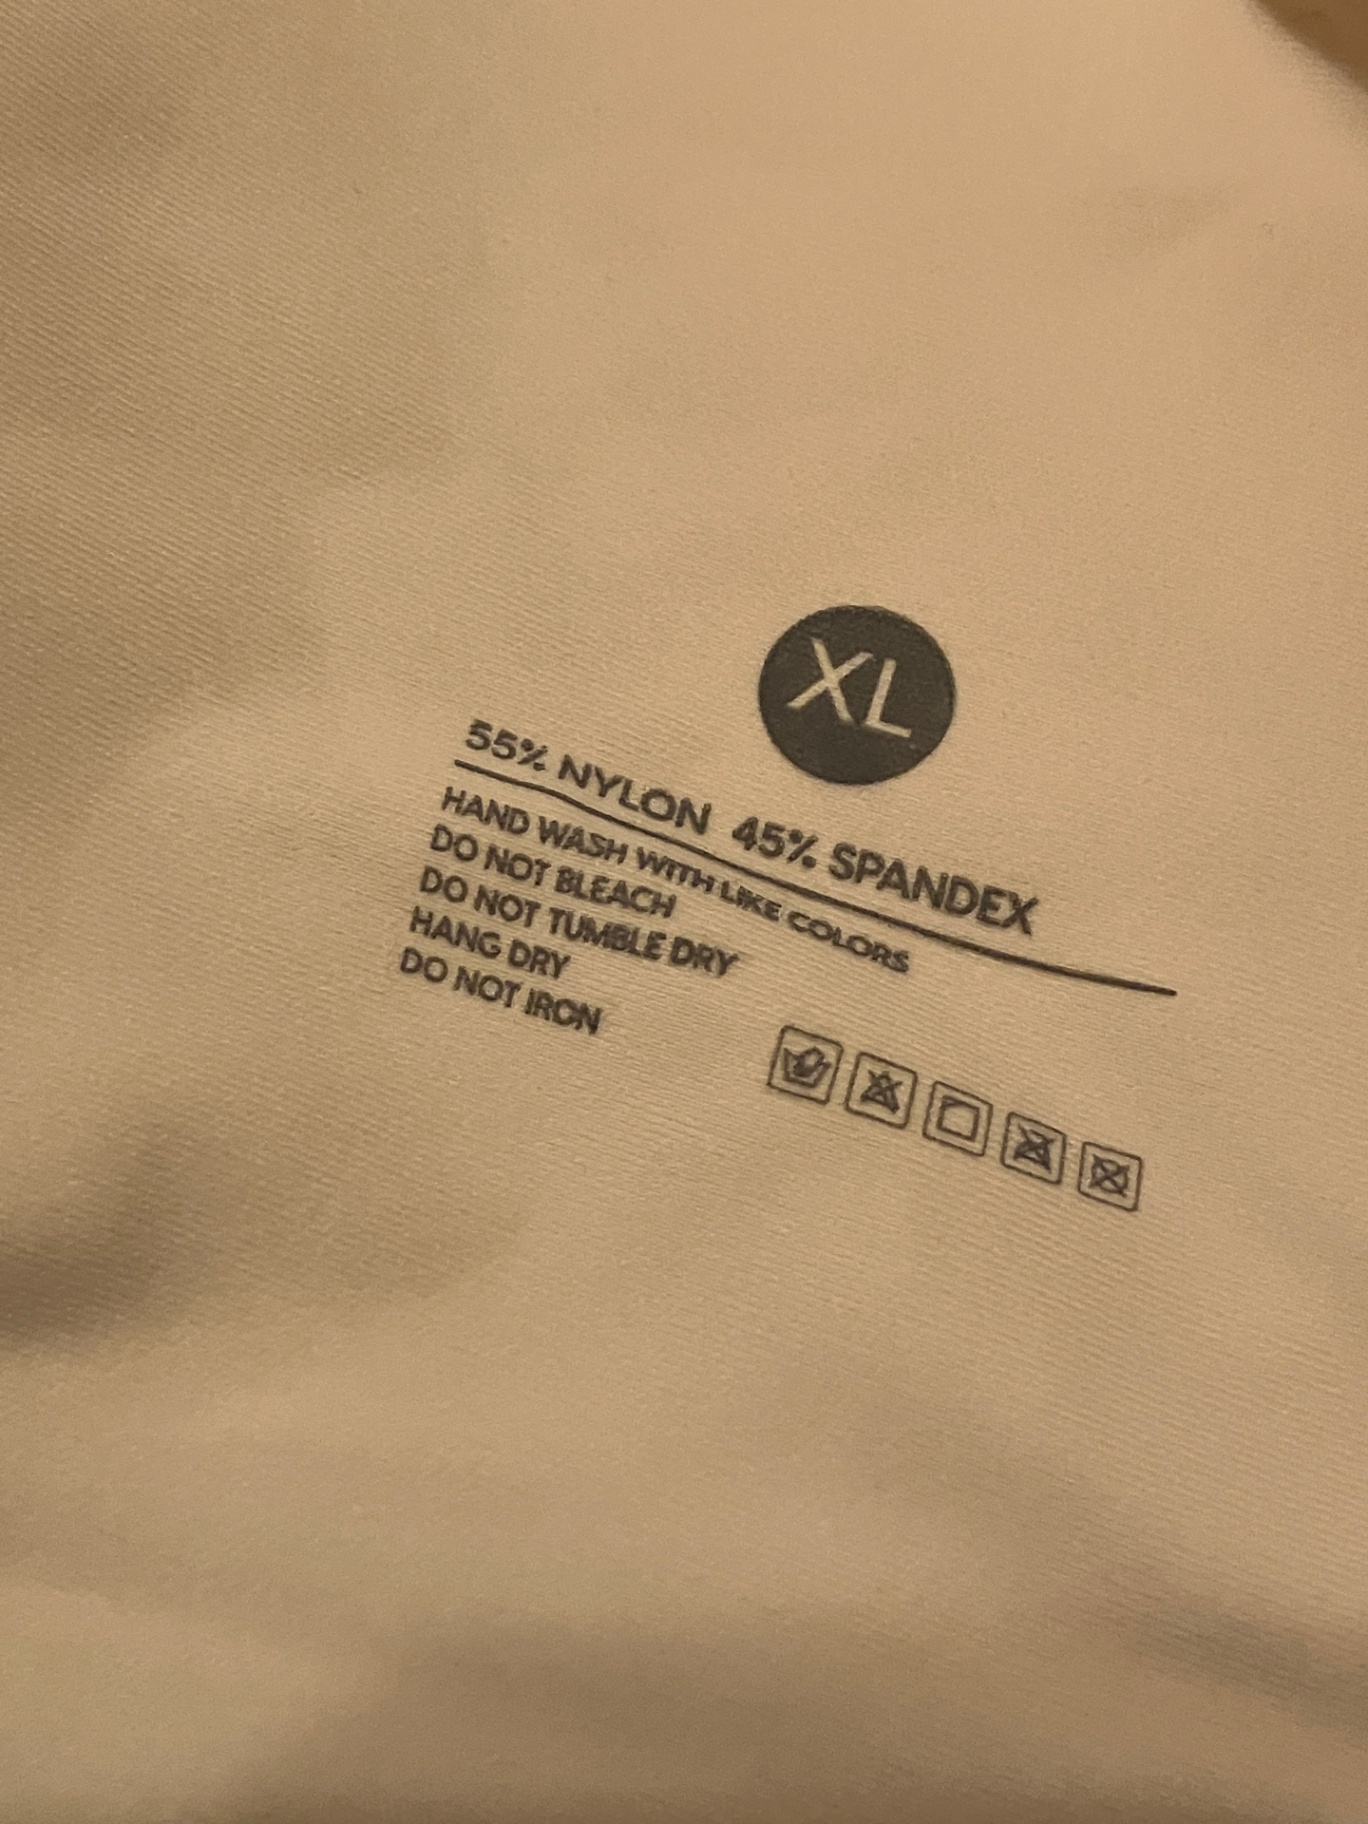 XL
55% NYLON 45% SPANDEX
HAND WASH WITH LIKE COLORS
DO NOT BLEACH
DO NOT TUMBLE DRY
HANG DRY
DO NOT IRON